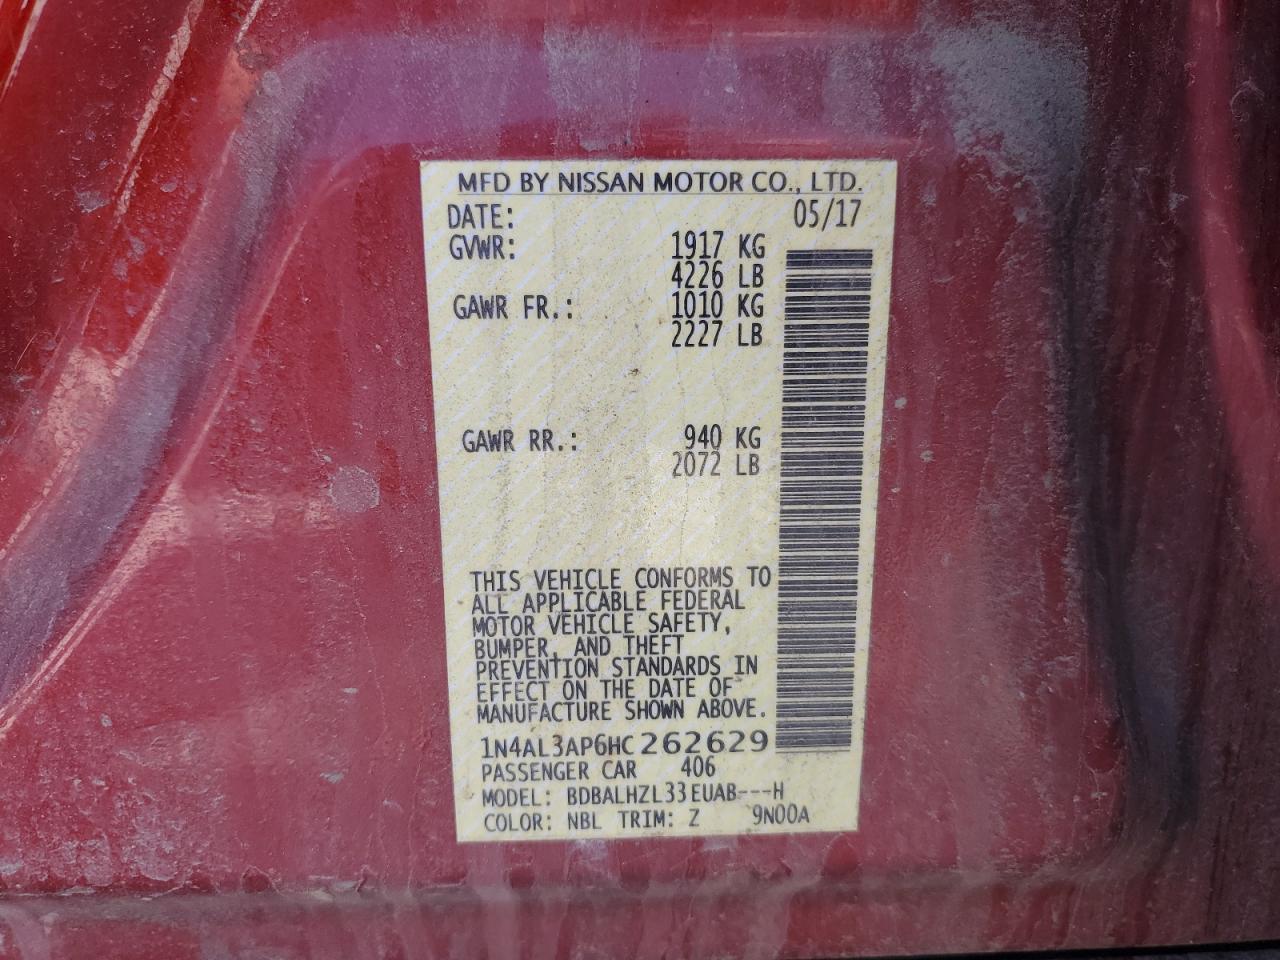 MFD BY NISSAN MOTOR CO., LTD.
DATE: 05/17
GVWR: 1917 KG
4226 LB
GAWR FR.: 1010 KG
2227 LB
GAWR RR.: 940 KG
2072 LB
THIS VEHICLE CONFORMS TO
ALL APPLICABLE FEDERAL
MOTOR VEHICLE SAFETY,
BUMPER, AND THEFT
PREVENTION STANDARDS IN
EFFECT ON THE DATE OF
MANUFACTURE SHOWN ABOVE.
1N4AL3AP6HC262629
PASSENGER CAR 406
MODEL: BDBALHZL33EUAB---H
COLOR: NBL TRIM: Z 9N00A